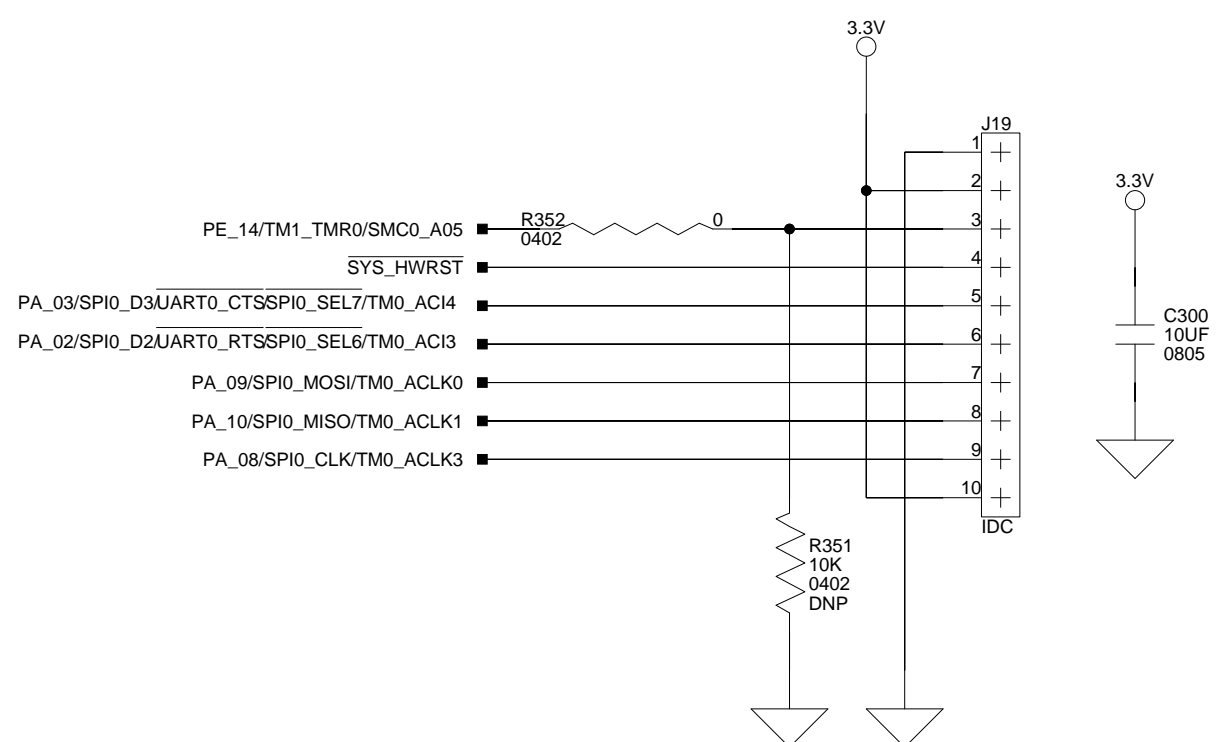 3.3V
J19
1
2
3.3V
PE_14/TM1_TMR0/SMC0_A05
R352
0402
0
3
SYS_HWRST
4
PA_03/SPI0_D3/UART0_CTS/SPI0_SEL7/TM0_ACI4
5
PA_02/SPI0_D2/UART0_RTS/SPI0_SEL6/TM0_ACI3
6
C300
10UF
0805
PA_09/SPI0_MOSI/TM0_ACLK0
7
PA_10/SPI0_MISO/TM0_ACLK1
8
PA_08/SPI0_CLK/TM0_ACLK3
9
10
IDC
R351
10K
0402
DNP